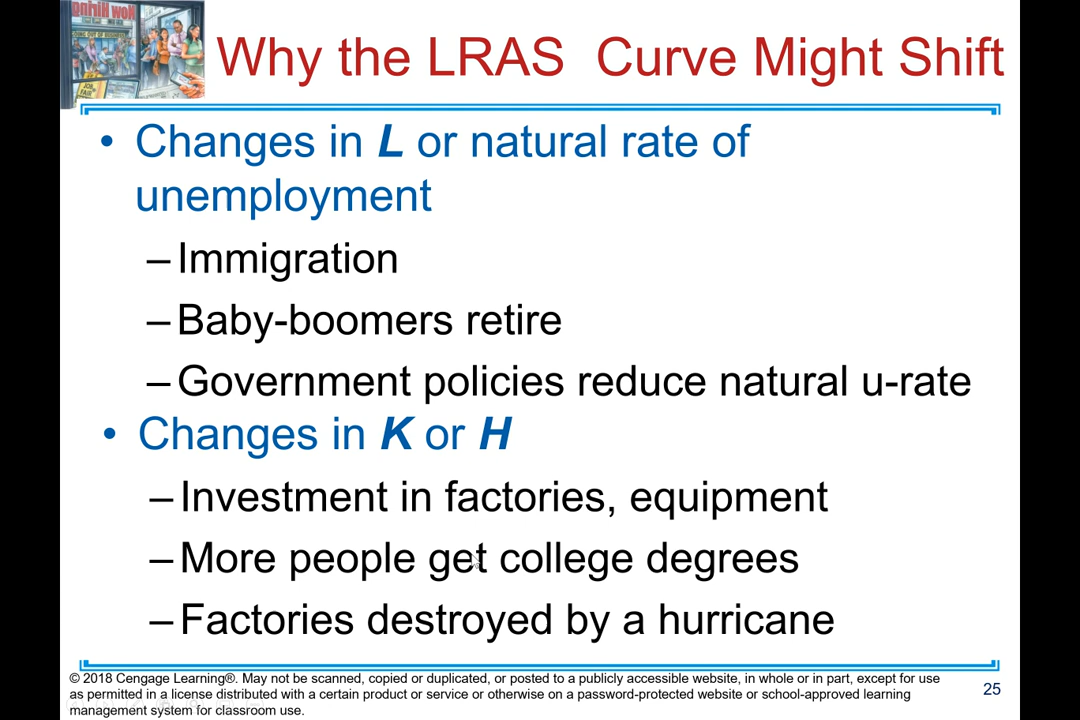 Now Hiring
JOB
FAIR
Why the LRAS Curve Might Shift
• Changes in L or natural rate of
unemployment
– Immigration
– Baby-boomers retire
– Government policies reduce natural u-rate
• Changes in K or H
– Investment in factories, equipment
– More people get college degrees
– Factories destroyed by a hurricane
© 2018 Cengage Learning®. May not be scanned, copied or duplicated, or posted to a publicly accessible website, in whole or in part, except for use
as permitted in a license distributed with a certain product or service or otherwise on a password-protected website or school-approved learning
management system for classroom use.
25